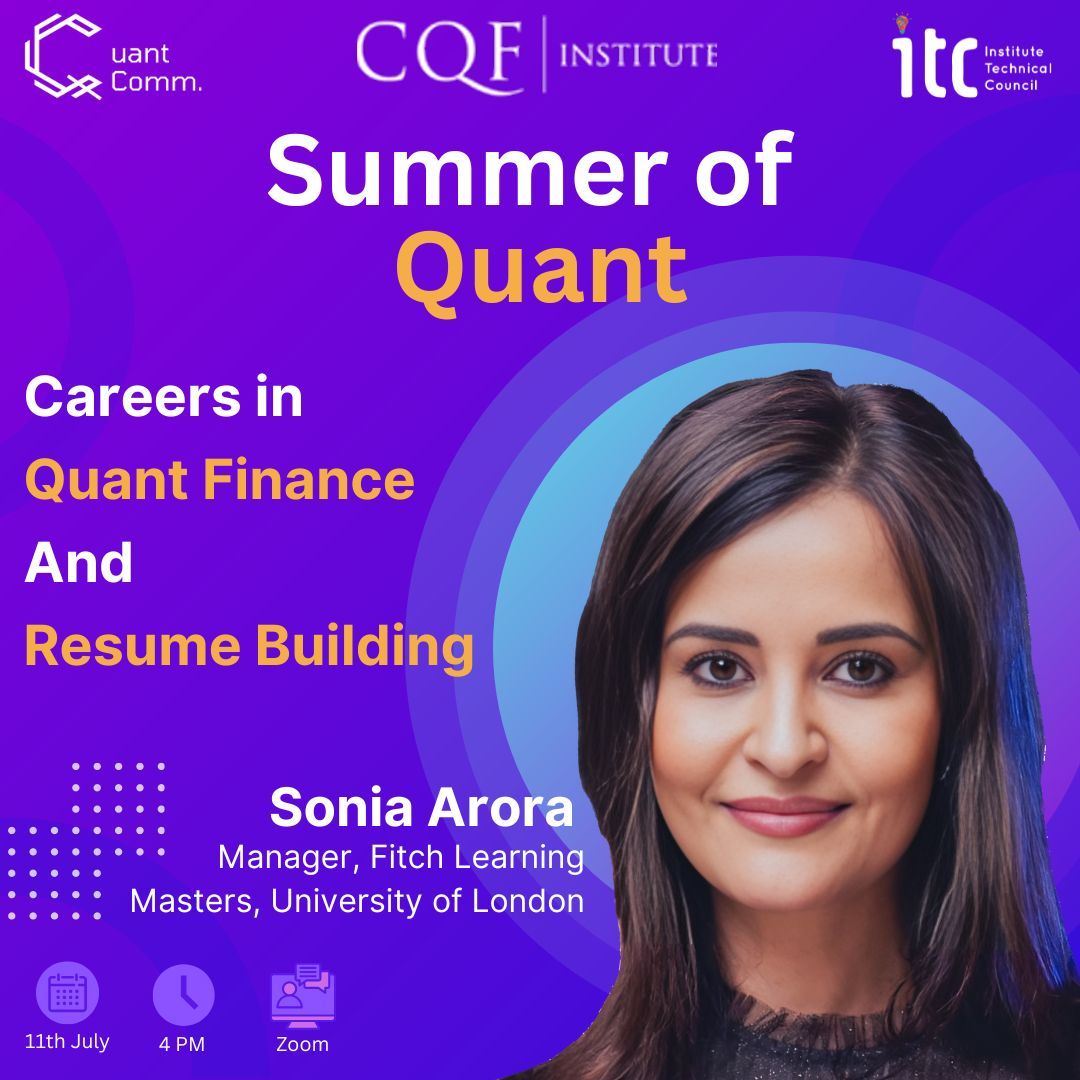 uant
Comm.
CQF INSTITUTE
itc
Institute
Technical
Council
Summer of
Quant
Careers in
Quant Finance
And
Resume Building
Sonia Arora
Manager, Fitch Learning
Masters, University of London
11th July
4 PM
Zoom